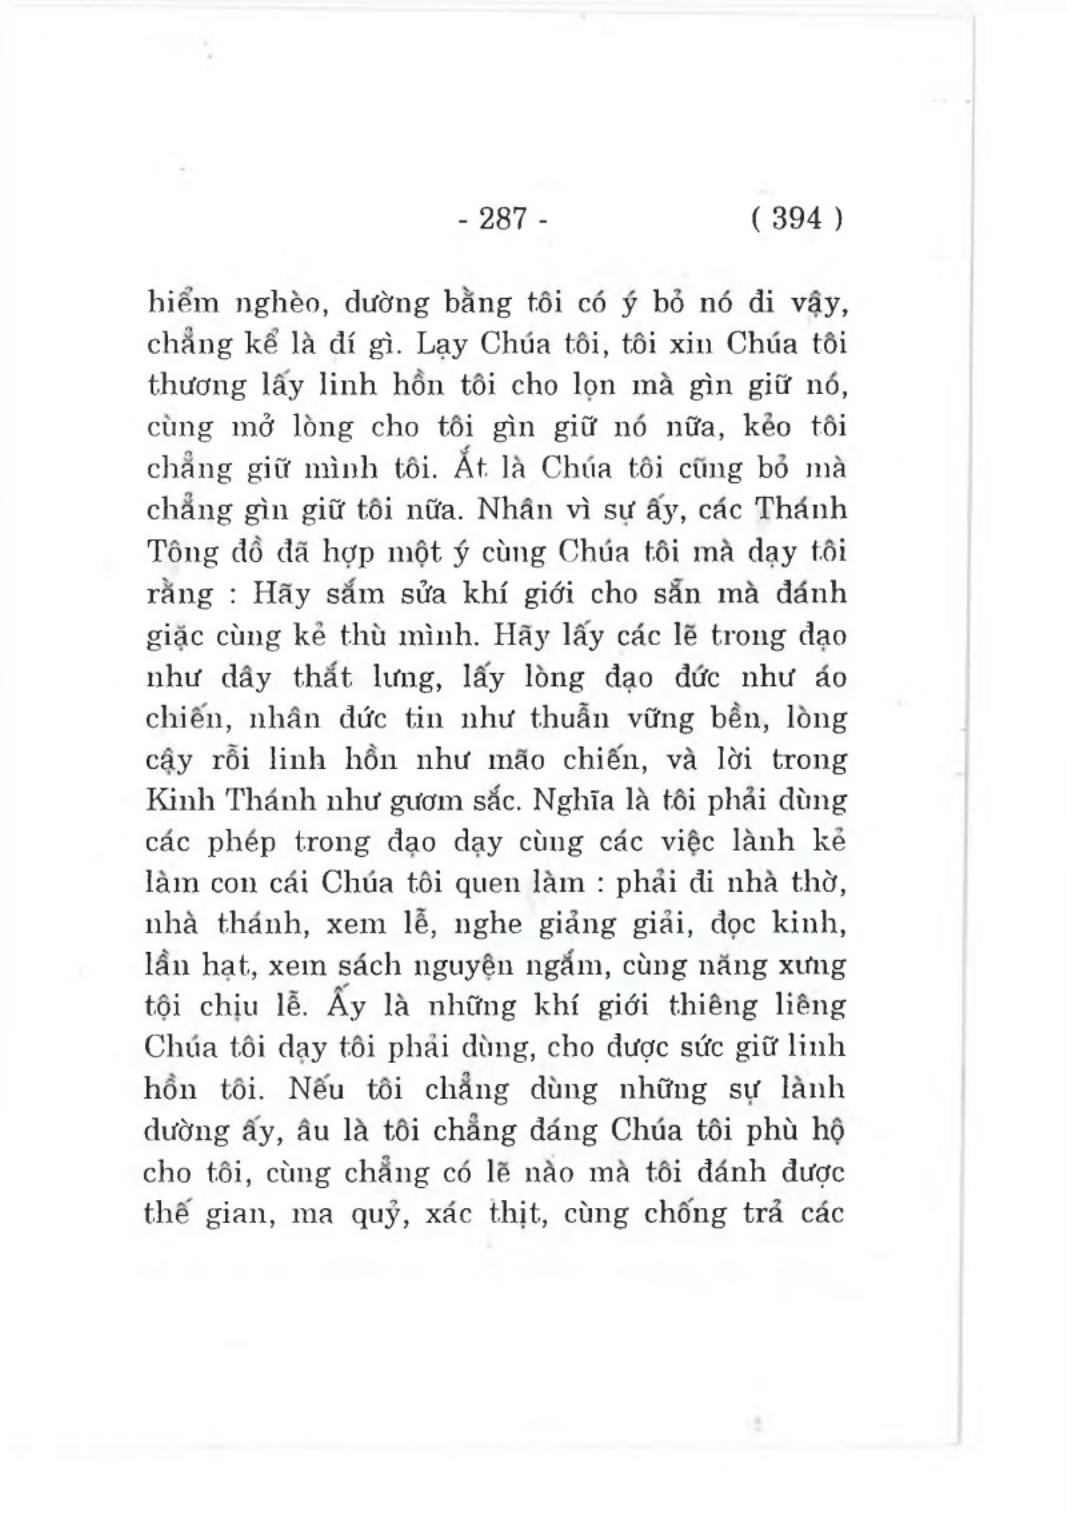 - 287 - ( 394 )
hiểm nghèo, dường bằng tôi có ý bỏ nó đi vậy,
chẳng kể là đí gì. Lạy Chúa tôi, tôi xin Chúa tôi
thương lấy linh hồn tôi cho lọn mà gìn giữ nó,
cùng mở lòng cho tôi gìn giữ nó nữa, kẻo tôi
chẳng giữ mình tôi. Ắt là Chúa tôi cũng bỏ mà
chẳng gìn giữ tôi nữa. Nhân vì sự ấy, các Thánh
Tông đồ đã hợp một ý cùng Chúa tôi mà dạy tôi
rằng : Hãy sắm sửa khí giới cho sẵn mà đánh
giặc cùng kẻ thù mình. Hãy lấy các lẽ trong đạo
như dây thắt lưng, lấy lòng đạo đức như áo
chiến, nhân đức tin như thuẫn vững bền, lòng
cậy rỗi linh hồn như mão chiến, và lời trong
Kinh Thánh như gươm sắc. Nghĩa là tôi phải dùng
các phép trong đạo dạy cùng các việc lành kẻ
làm con cái Chúa tôi quen làm : phải đi nhà thờ,
nhà thánh, xem lễ, nghe giảng giải, đọc kinh,
lần hạt, xem sách nguyện ngắm, cùng năng xưng
tội chịu lễ. Ấy là những khí giới thiêng liêng
Chúa tôi dạy tôi phải dùng, cho được sức giữ linh
hồn tôi. Nếu tôi chẳng dùng những sự lành
dường ấy, âu là tôi chẳng đáng Chúa tôi phù hộ
cho tôi, cùng chẳng có lẽ nào mà tôi đánh được
thế gian, ma quỷ, xác thịt, cùng chống trả các